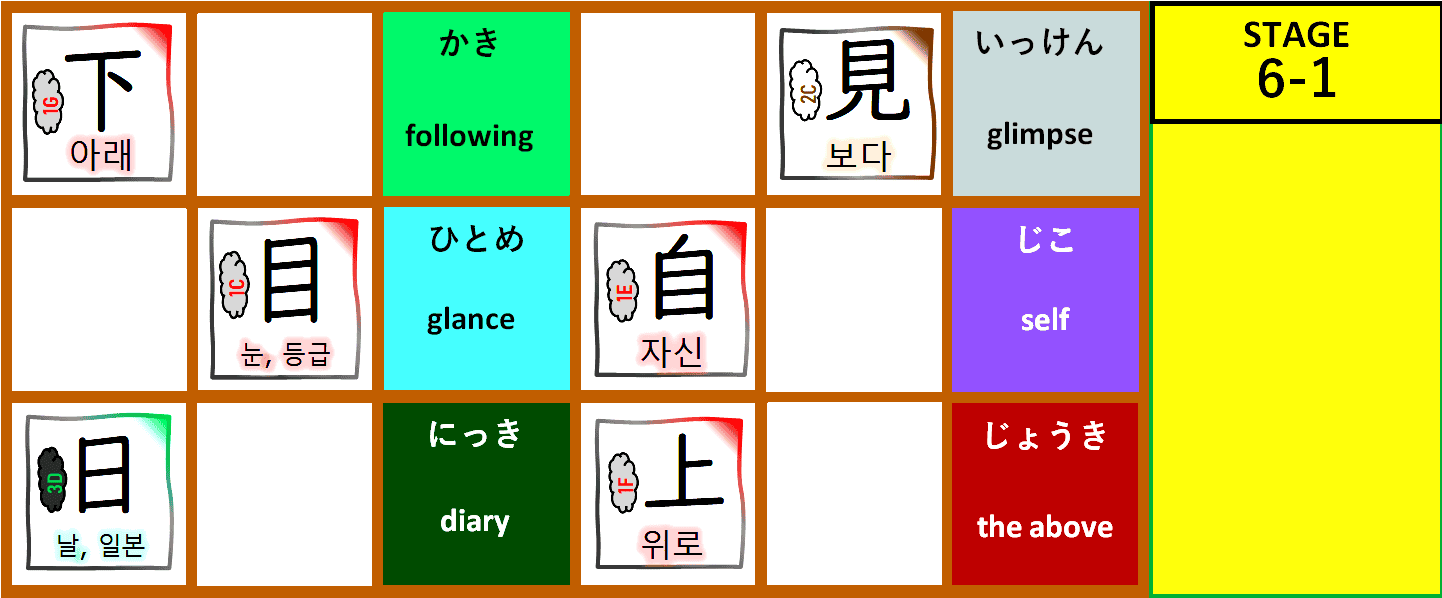 下
1G
아래
かき
following
見
2C
보다
いっけん
glimpse
STAGE
6-1
目
1C
눈, 등급
ひとめ
glance
自
1E
자신
じこ
self
日
3D
날, 일본
にっき
diary
上
1F
위로
じょうき
the above